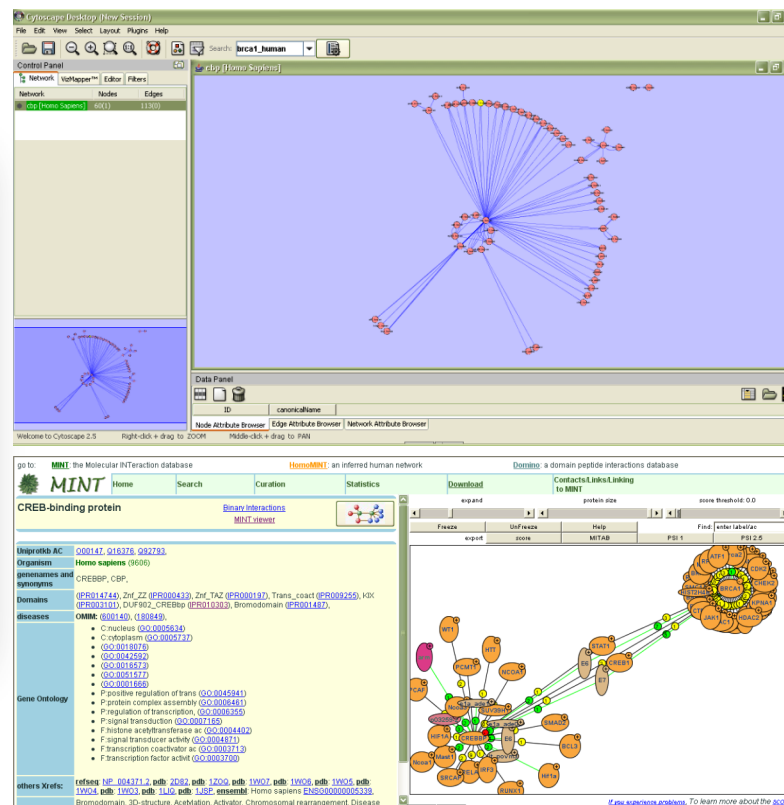 Cytoscape Desktop (New Session)
File Edit View Select Layout Plugins Help
Search: brca1_human
Control Panel
Network VizMapper™ Editor Filters
Network Nodes Edges
cbp [Homo Sapiens] 60(1) 113(0)
cbp [Homo Sapiens]
Data Panel
ID canonicalName
Node Attribute Browser Edge Attribute Browser Network Attribute Browser
Welcome to Cytoscape 2.5 Right-click + drag to ZOOM Middle-click + drag to PAN
go to: MINT: the Molecular INTeraction database HomoMINT: an inferred human network Domino: a domain peptide interactions database
MINT Home Search Curation Statistics Download Contacts/Links/Linking to MINT
CREB-binding protein
Binary Interactions
MINT viewer
Uniprotkb AC O00147, Q16376, Q92793,
Organism Homo sapiens (9606)
genenames and synonyms CREBBP, CBP,
Domains (IPR014744), Znf_ZZ (IPR000433), Znf_TAZ (IPR000197), Trans_coact (IPR009255), KIX
(IPR003101), DUF902_CREBbp (IPR010303), Bromodomain (IPR001487),
diseases OMIM: (600140), (180849),
Gene Ontology
C:nucleus (GO:0005634)
C:cytoplasm (GO:0005737)
(GO:0018076)
(GO:0042592)
(GO:0016573)
(GO:0051577)
(GO:0001666)
P:positive regulation of trans (GO:0045941)
P:protein complex assembly (GO:0006461)
P:regulation of transcription, (GO:0006355)
P:signal transduction (GO:0007165)
F:histone acetyltransferase ac (GO:0004402)
F:signal transducer activity (GO:0004871)
F:transcription coactivator ac (GO:0003713)
F:transcription factor activit (GO:0003700)
others Xrefs: refseq: NP_004371.2, pdb: 2D82, pdb: 1ZOQ, pdb: 1WO7, pdb: 1WO6, pdb: 1WO5, pdb:
1WO4, pdb: 1WO3, pdb: 1LIQ, pdb: 1JSP, ensembl: Homo sapiens ENSG00000005339,
Bromodomain, 3D-structure, Acetylation, Activator, Chromosomal rearrangement, Disease
expand protein size score threshold: 0.0
Freeze UnFreeze Help Find: enter label/ac
export score MITAB PSI 1 PSI 2.5
ATF1
CDK2
CHEK2
BRCA1
KPNA1
JAK1
HDAC2
STAT1
E6
CREB1
E7
WT1
HTT
PCMT1
NCOA1
SUV39H
SMAD2
HIF1A
CREBBP
E6
BCL3
Ncoa1
Mast1
IRF3
SRCAP
RUNX1
Hif1a
If you experience problems. To learn more about the